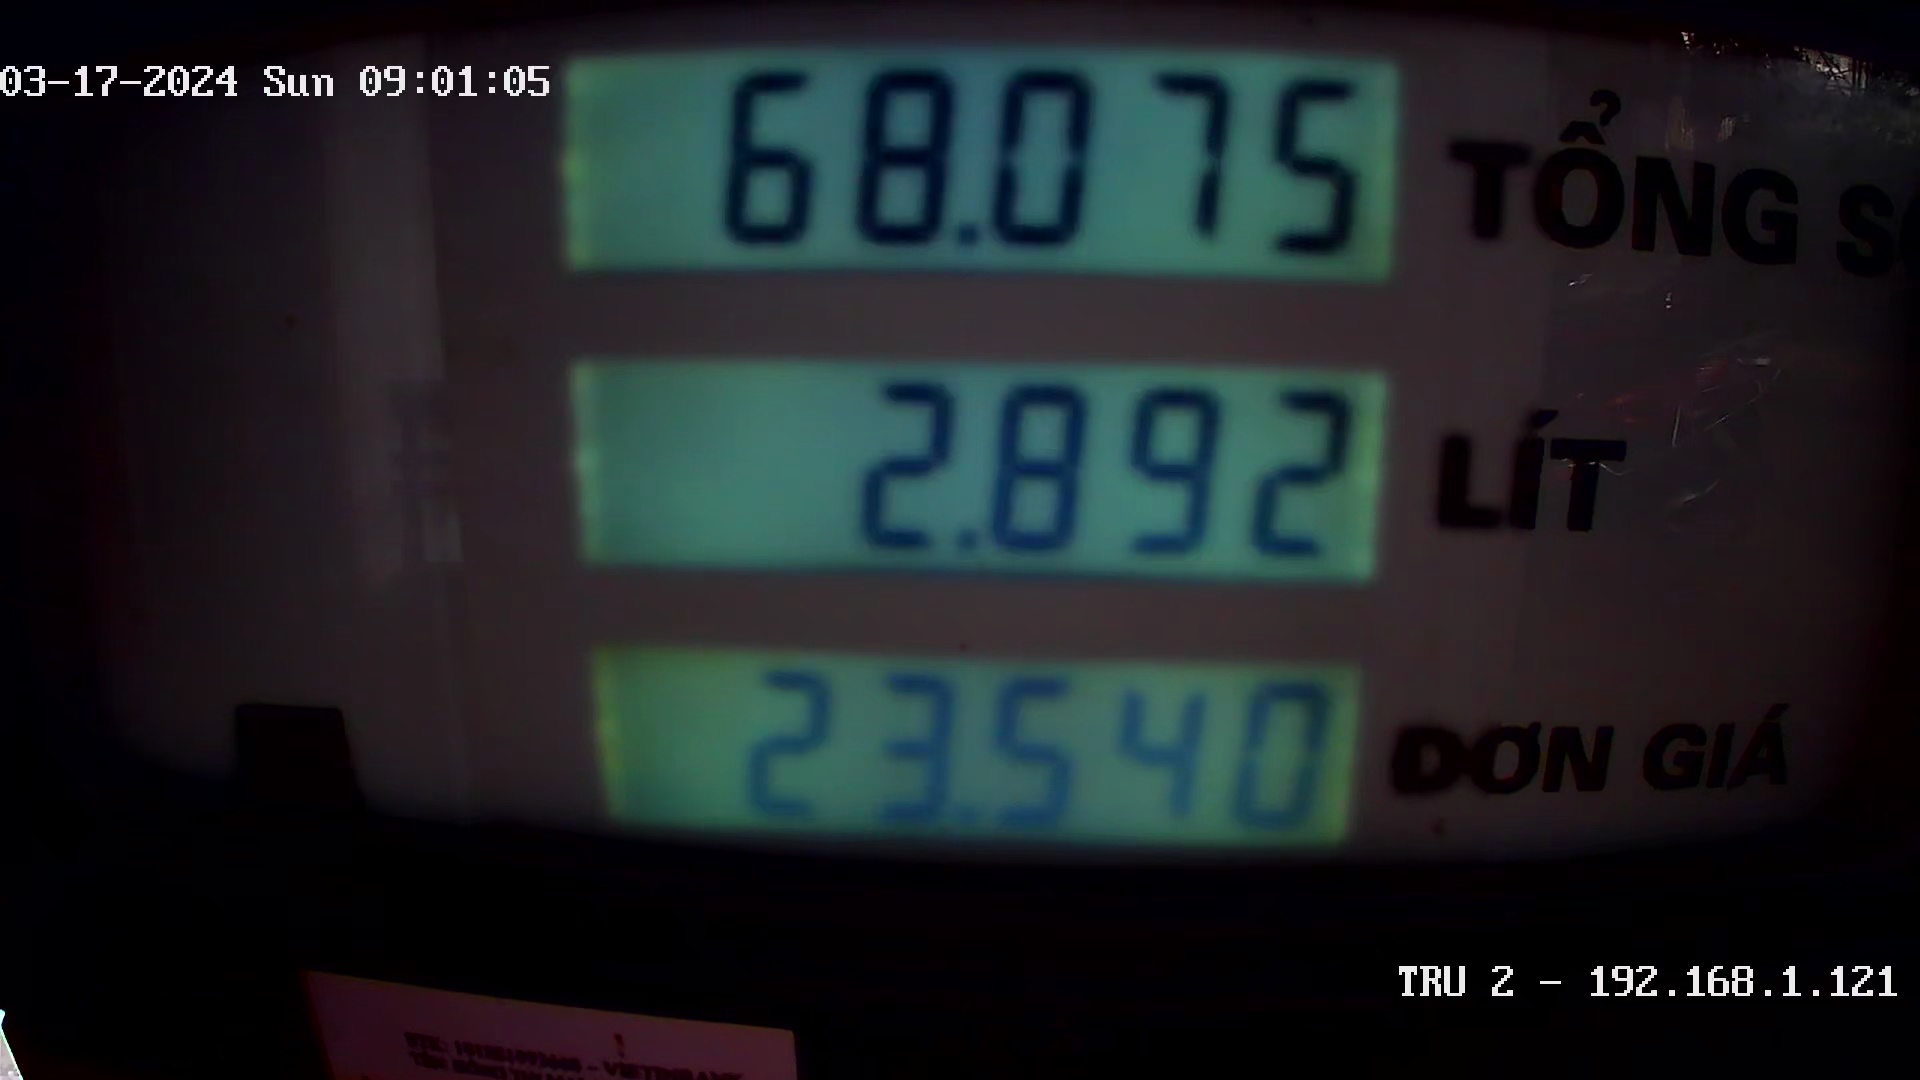 03-17-2024 Sun 09:01:05
68.075 TỔNG S
2.892 LÍT
23.540 ĐƠN GIÁ
TRU 2 - 192.168.1.121
VIETINBANK